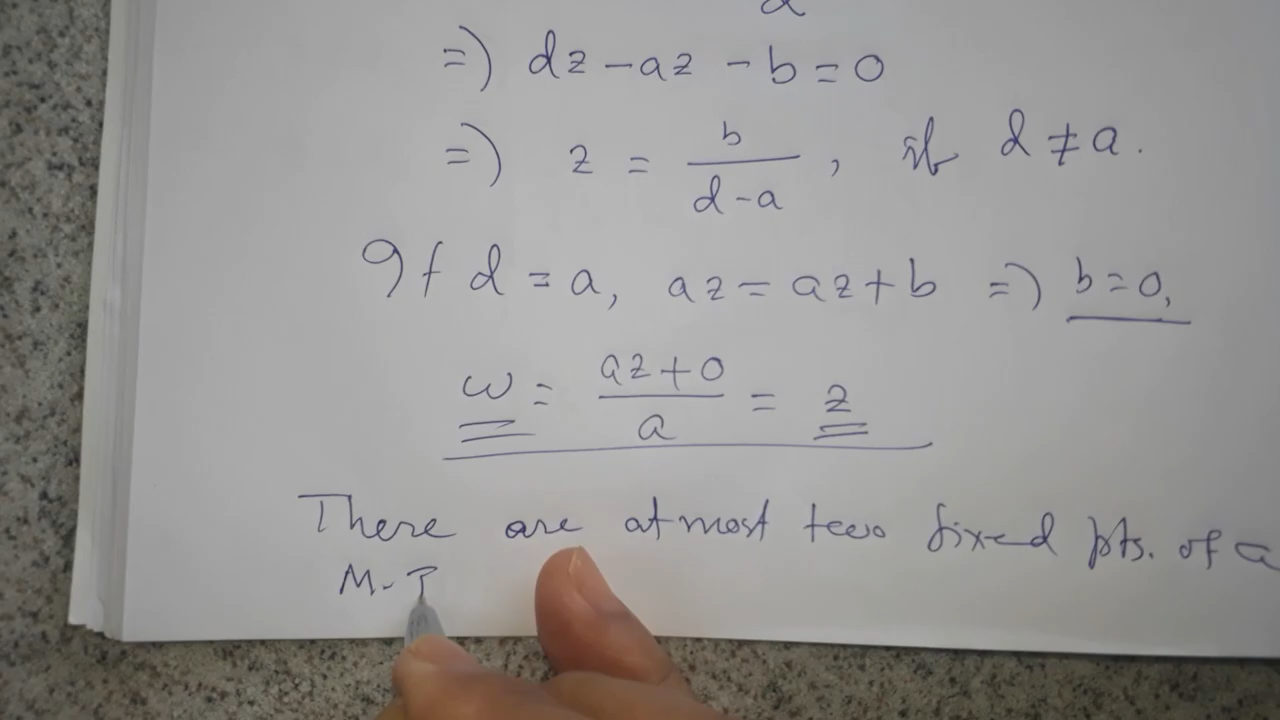 d
=) dz - az - b = 0
=) z = b / d - a , if d ≠ a.
If d = a, az = az + b =) b = 0,
w = az + 0 / a = z
There are atmost two fixed pts. of a
M.T